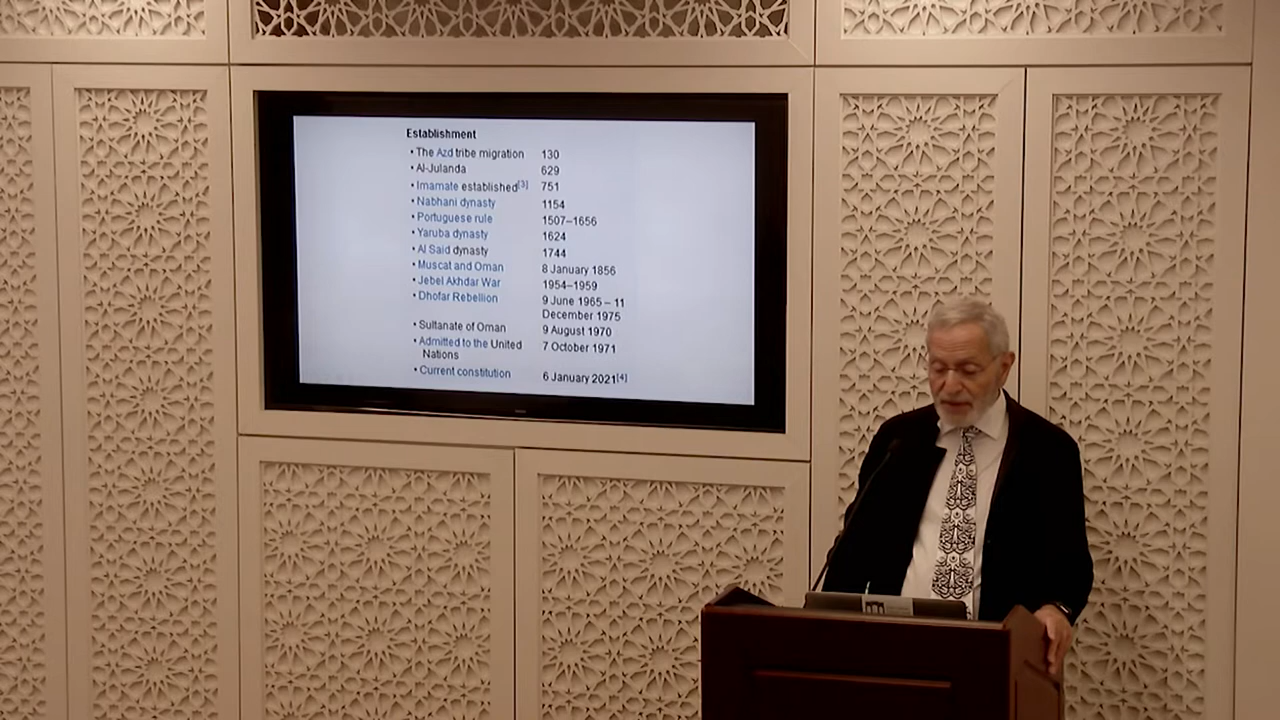 Establishment
• The Azd tribe migration 130
• Al-Julanda 629
• Imamate established[3] 751
• Nabhani dynasty 1154
• Portuguese rule 1507–1656
• Yaruba dynasty 1624
• Al Said dynasty 1744
• Muscat and Oman 8 January 1856
• Jebel Akhdar War 1954–1959
• Dhofar Rebellion 9 June 1965 – 11
December 1975
• Sultanate of Oman 9 August 1970
• Admitted to the United 7 October 1971
Nations
• Current constitution 6 January 2021[4]